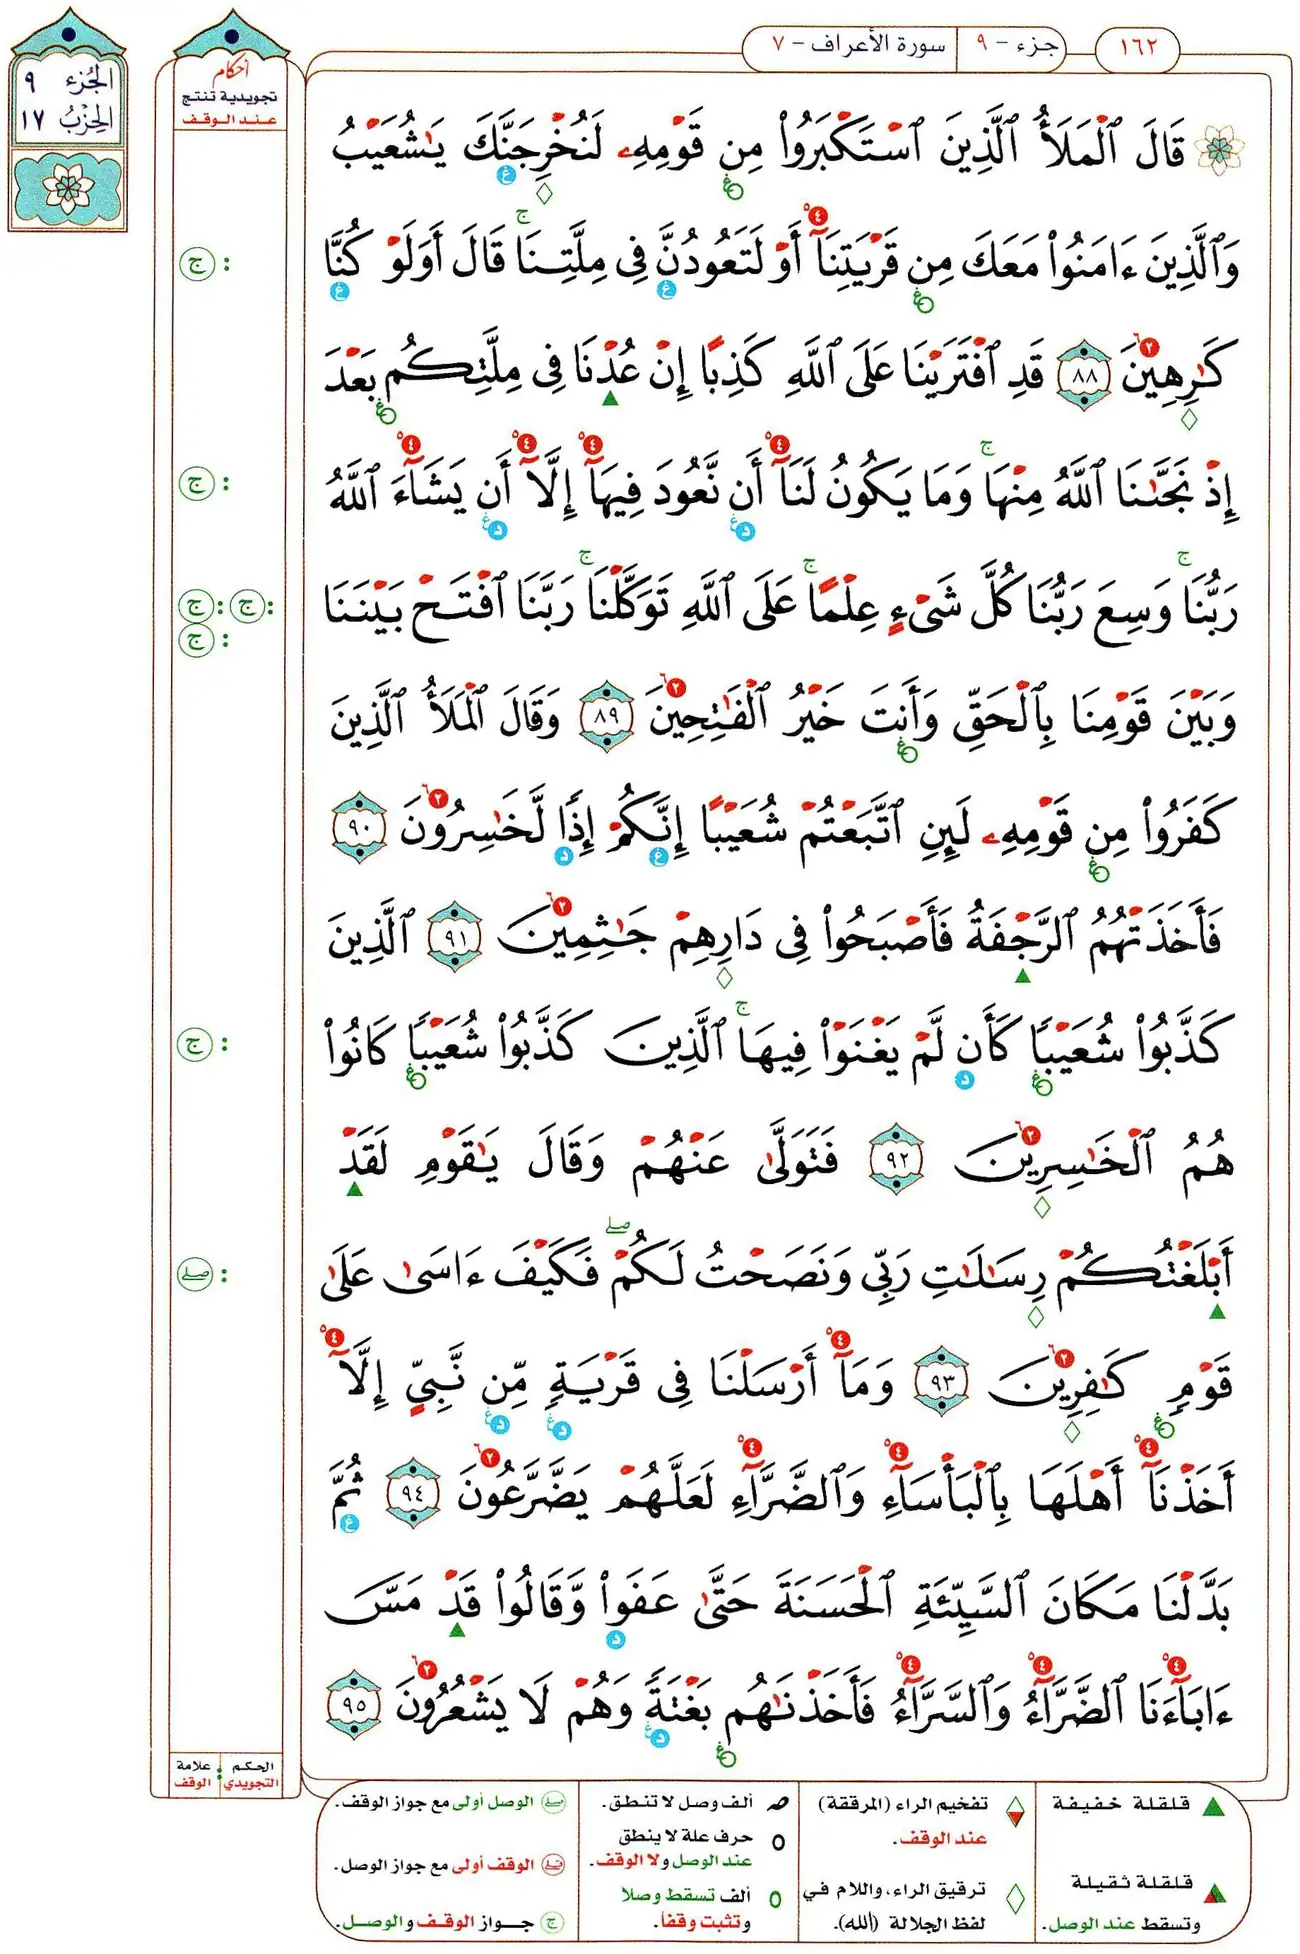 ١٦٢
جزء - ٩
سورة الأعراف - ٧
الجُزء ٩
الحِزْبُ ١٧
أحكام
تجويدية تنتج
عند الوقف
قَالَ ٱلْمَلَأُ ٱلَّذِينَ ٱسْتَكْبَرُوا۟ مِن قَوْمِهِۦ لَنُخْرِجَنَّكَ يَـٰشُعَيْبُ
وَٱلَّذِينَ ءَامَنُوا۟ مَعَكَ مِن قَرْيَتِنَآ أَوْ لَتَعُودُنَّ فِى مِلَّتِنَا ۚ قَالَ أَوَلَوْ كُنَّا
كَـٰرِهِينَ ٨٨ قَدِ ٱفْتَرَيْنَا عَلَى ٱللَّهِ كَذِبًا إِنْ عُدْنَا فِى مِلَّتِكُم بَعْدَ
إِذْ نَجَّىٰنَا ٱللَّهُ مِنْهَا ۚ وَمَا يَكُونُ لَنَآ أَن نَّعُودَ فِيهَآ إِلَّآ أَن يَشَآءَ ٱللَّهُ
رَبُّنَا ۚ وَسِعَ رَبُّنَا كُلَّ شَىْءٍ عِلْمًا ۚ عَلَى ٱللَّهِ تَوَكَّلْنَا ۚ رَبَّنَا ٱفْتَحْ بَيْنَنَا
وَبَيْنَ قَوْمِنَا بِٱلْحَقِّ وَأَنتَ خَيْرُ ٱلْفَـٰتِحِينَ ٨٩ وَقَالَ ٱلْمَلَأُ ٱلَّذِينَ
كَفَرُوا۟ مِن قَوْمِهِۦ لَئِنِ ٱتَّبَعْتُمْ شُعَيْبًا إِنَّكُمْ إِذًا لَّخَـٰسِرُونَ ٩٠
فَأَخَذَتْهُمُ ٱلرَّجْفَةُ فَأَصْبَحُوا۟ فِى دَارِهِمْ جَـٰثِمِينَ ٩١ ٱلَّذِينَ
كَذَّبُوا۟ شُعَيْبًا كَأَن لَّمْ يَغْنَوْا۟ فِيهَا ۚ ٱلَّذِينَ كَذَّبُوا۟ شُعَيْبًا كَانُوا۟
هُمُ ٱلْخَـٰسِرِينَ ٩٢ فَتَوَلَّىٰ عَنْهُمْ وَقَالَ يَـٰقَوْمِ لَقَدْ
أَبْلَغْتُكُمْ رِسَـٰلَـٰتِ رَبِّى وَنَصَحْتُ لَكُمْ ۖ فَكَيْفَ ءَاسَىٰ عَلَىٰ
قَوْمٍ كَـٰفِرِينَ ٩٣ وَمَآ أَرْسَلْنَا فِى قَرْيَةٍ مِّن نَّبِىٍّ إِلَّآ
أَخَذْنَآ أَهْلَهَا بِٱلْبَأْسَآءِ وَٱلضَّرَّآءِ لَعَلَّهُمْ يَضَّرَّعُونَ ٩٤ ثُمَّ
بَدَّلْنَا مَكَانَ ٱلسَّيِّئَةِ ٱلْحَسَنَةَ حَتَّىٰ عَفَوا۟ وَّقَالُوا۟ قَدْ مَسَّ
ءَابَآءَنَا ٱلضَّرَّآءُ وَٱلسَّرَّآءُ فَأَخَذْنَـٰهُم بَغْتَةً وَهُمْ لَا يَشْعُرُونَ ٩٥
: ج
: ج
: ج : ج
: ج
: ج
: صلى
الحكم التجويدي : علامة الوقف
قلقلة خفيفة
قلقلة ثقيلة
وتسقط عند الوصل.
تفخيم الراء (المرققة)
عند الوقف.
ترقيق الراء، واللام في
لفظ الجلالة (الله).
ألف وصل لا تنطق.
حرف علة لا ينطق
عند الوصل ولا الوقف.
ألف تسقط وصلا
وتثبت وقفاً.
صلى الوصل أولى مع جواز الوقف.
قلى الوقف أولى مع جواز الوصل.
ج جواز الوقف والوصل.